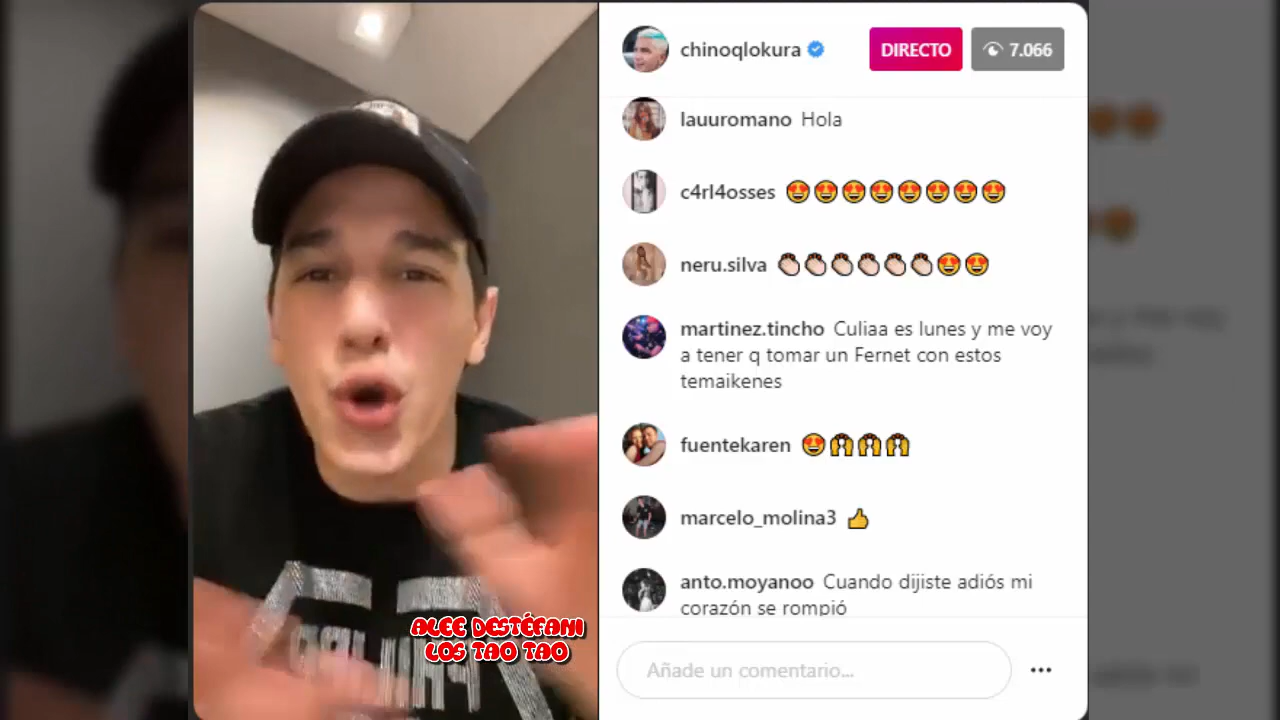 chinoqlokura
DIRECTO
7.066
lauuromano Hola
c4rl4osses 😍😍😍😍😍😍😍😍
neru.silva 👏🏻👏🏻👏🏻👏🏻👏🏻👏🏻😍😍
martinez.tincho Culiaa es lunes y me voy
a tener q tomar un Fernet con estos
temaikenes
fuentekaren 😍🙌🙌🙌
marcelo_molina3 👍
anto.moyanoo Cuando dijiste adiós mi
corazón se rompió
Añade un comentario...
ALEE DESTÉFANI
LOS TAO TAO